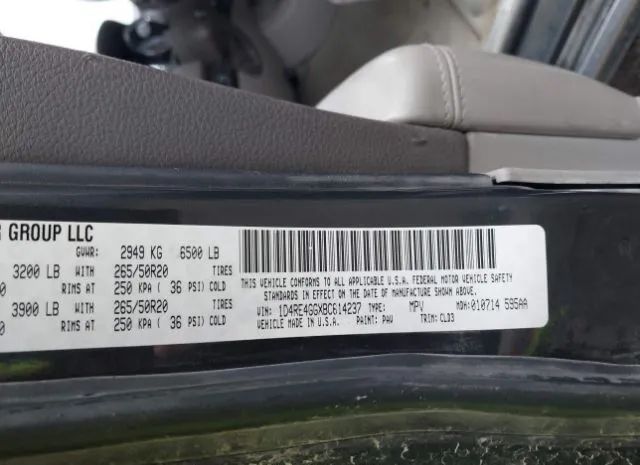 GROUP LLC
GVWR: 2949 KG 6500 LB
3200 LB WITH 265/50R20 TIRES
RIMS AT 250 KPA ( 36 PSI) COLD
3900 LB WITH 265/50R20 TIRES
RIMS AT 250 KPA ( 36 PSI) COLD
THIS VEHICLE CONFORMS TO ALL APPLICABLE U.S.A. FEDERAL MOTOR VEHICLE SAFETY
STANDARDS IN EFFECT ON THE DATE OF MANUFACTURE SHOWN ABOVE.
VIN: 1D4RE4GGXBC614237 TYPE: MPV MDH: 010714 595AA
VEHICLE MADE IN U.S.A. PAINT: PAV TRIM: CLD3